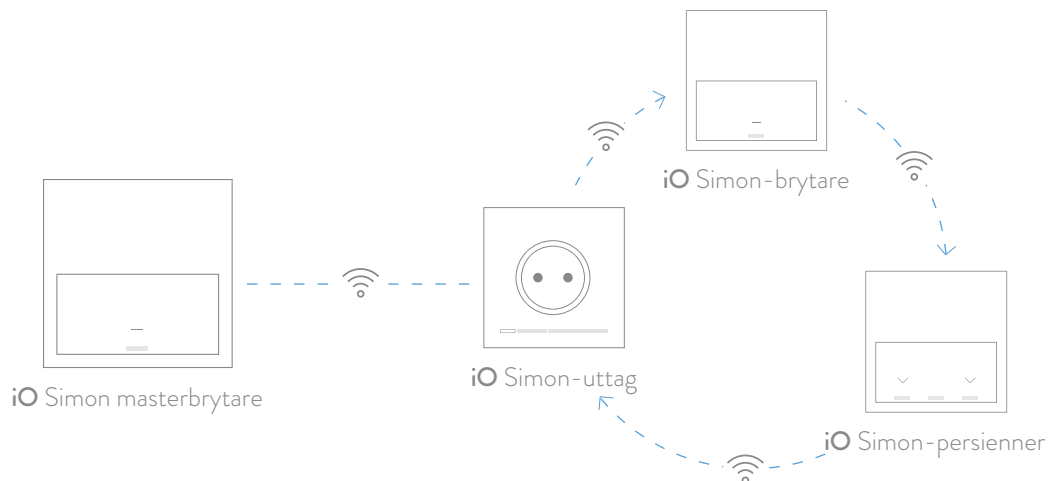 iO Simon-brytare
iO Simon masterbrytare
iO Simon-uttag
iO Simon-persienner